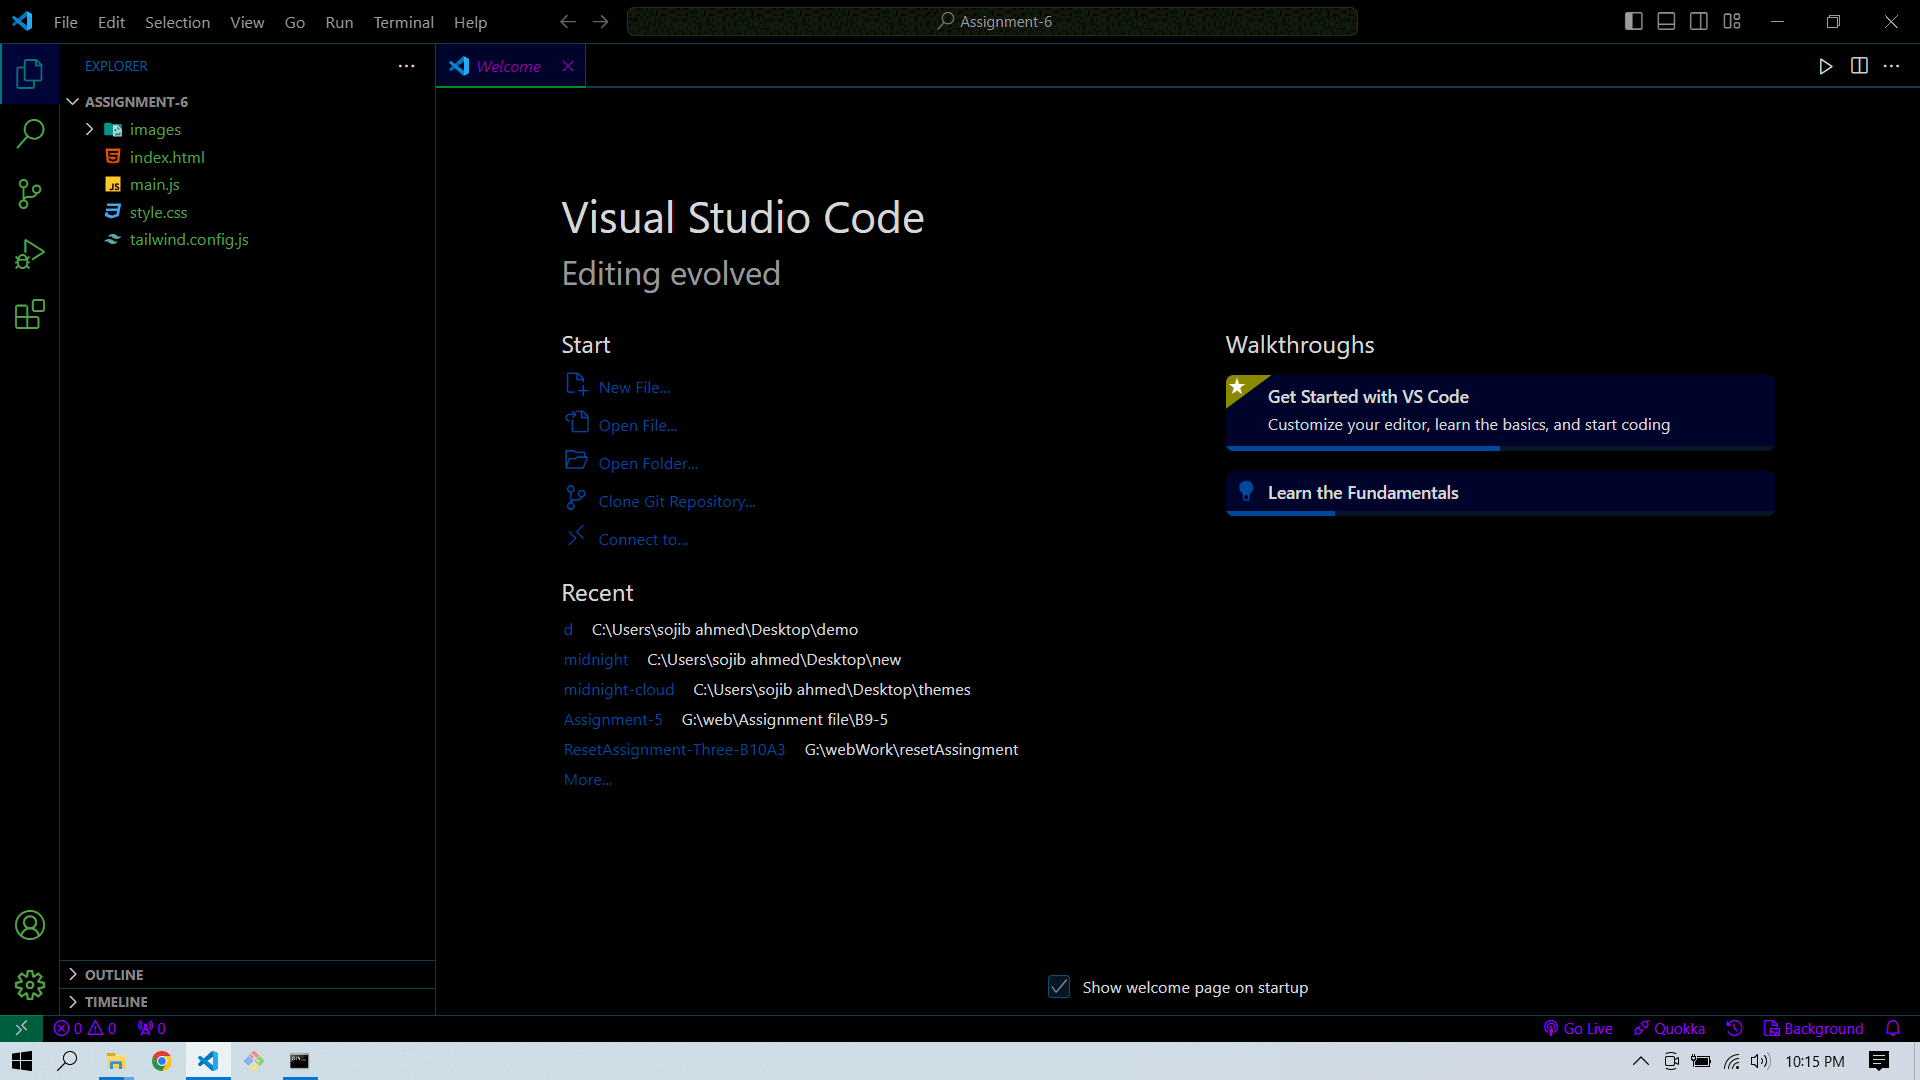 File Edit Selection View Go Run Terminal Help
Assignment-6
EXPLORER
Welcome
ASSIGNMENT-6
images
index.html
JS main.js
style.css
tailwind.config.js
Visual Studio Code
Editing evolved
Start
New File...
Open File...
Open Folder...
Clone Git Repository...
Connect to...
Walkthroughs
Get Started with VS Code
Customize your editor, learn the basics, and start coding
Learn the Fundamentals
Recent
d C:\Users\sojib ahmed\Desktop\demo
midnight C:\Users\sojib ahmed\Desktop\new
midnight-cloud C:\Users\sojib ahmed\Desktop\themes
Assignment-5 G:\web\Assignment file\B9-5
ResetAssignment-Three-B10A3 G:\webWork\resetAssingment
More...
Show welcome page on startup
OUTLINE
TIMELINE
0 0 0 Go Live Quokka Background
10:15 PM